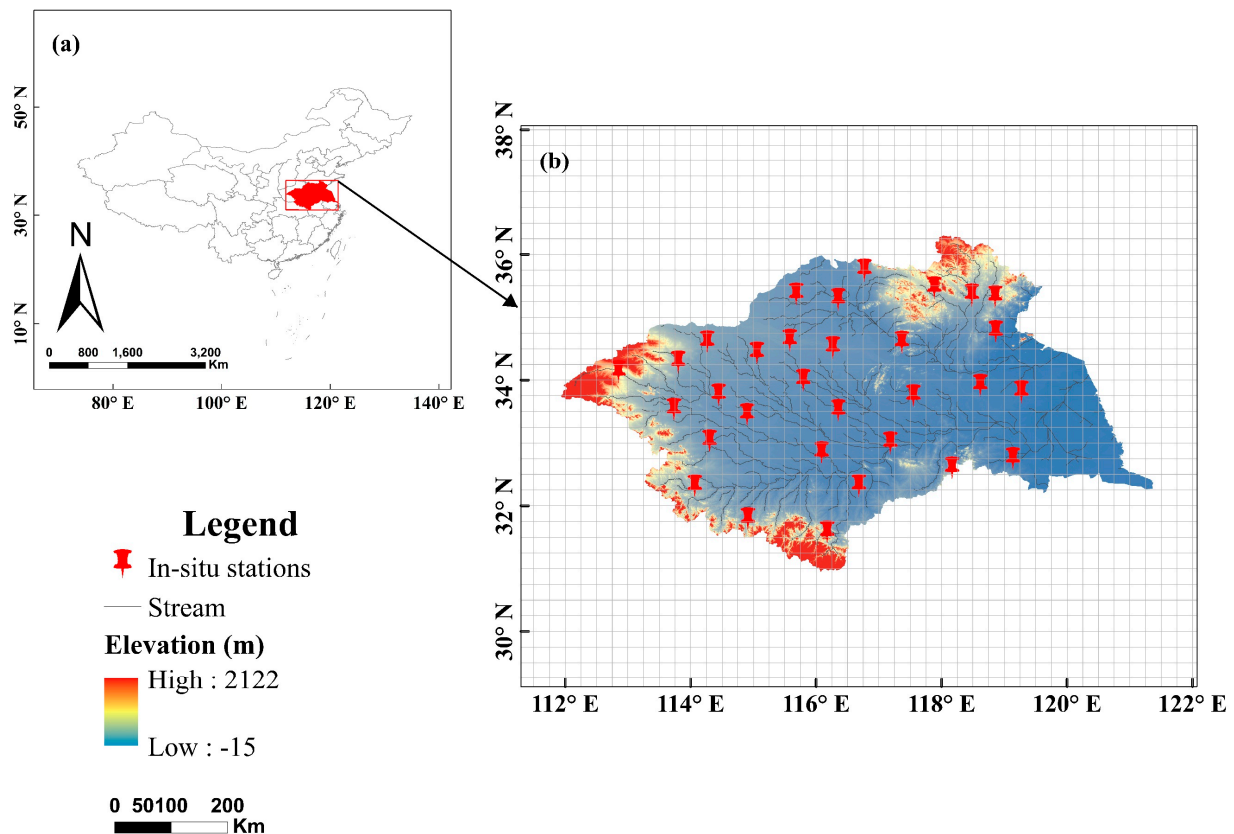 (a)
50° N
30° N
10° N
N
0 800 1,600 3,200
Km
80° E 100° E 120° E 140° E
(b)
38° N
36° N
34° N
32° N
30° N
112° E 114° E 116° E 118° E 120° E 122° E
Legend
In-situ stations
Stream
Elevation (m)
High : 2122
Low : -15
0 50100 200
Km